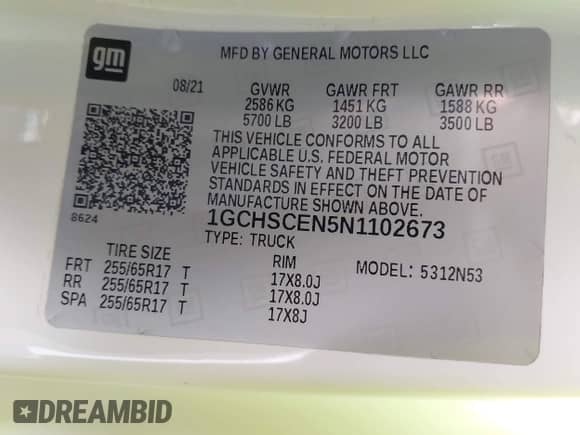 gm
MFD BY GENERAL MOTORS LLC
08/21 GVWR GAWR FRT GAWR RR
2586 KG 1451 KG 1588 KG
5700 LB 3200 LB 3500 LB
THIS VEHICLE CONFORMS TO ALL
APPLICABLE U.S. FEDERAL MOTOR
VEHICLE SAFETY AND THEFT PREVENTION
STANDARDS IN EFFECT ON THE DATE OF
MANUFACTURE SHOWN ABOVE.
8624
1GCHSCEN5N1102673
TYPE: TRUCK
TIRE SIZE RIM MODEL: 5312N53
FRT 255/65R17 T 17X8.0J
RR 255/65R17 T 17X8.0J
SPA 255/65R17 T 17X8J
DREAMBID